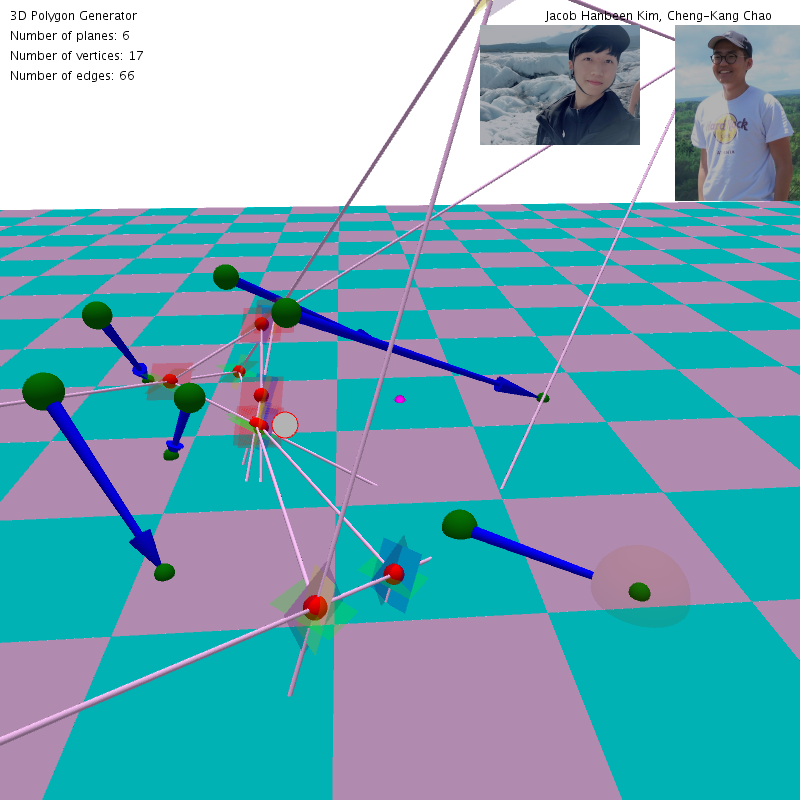 3D Polygon Generator
Jacob Hanbeen Kim, Cheng-Kang Chao
Number of planes: 6
Number of vertices: 17
Number of edges: 66